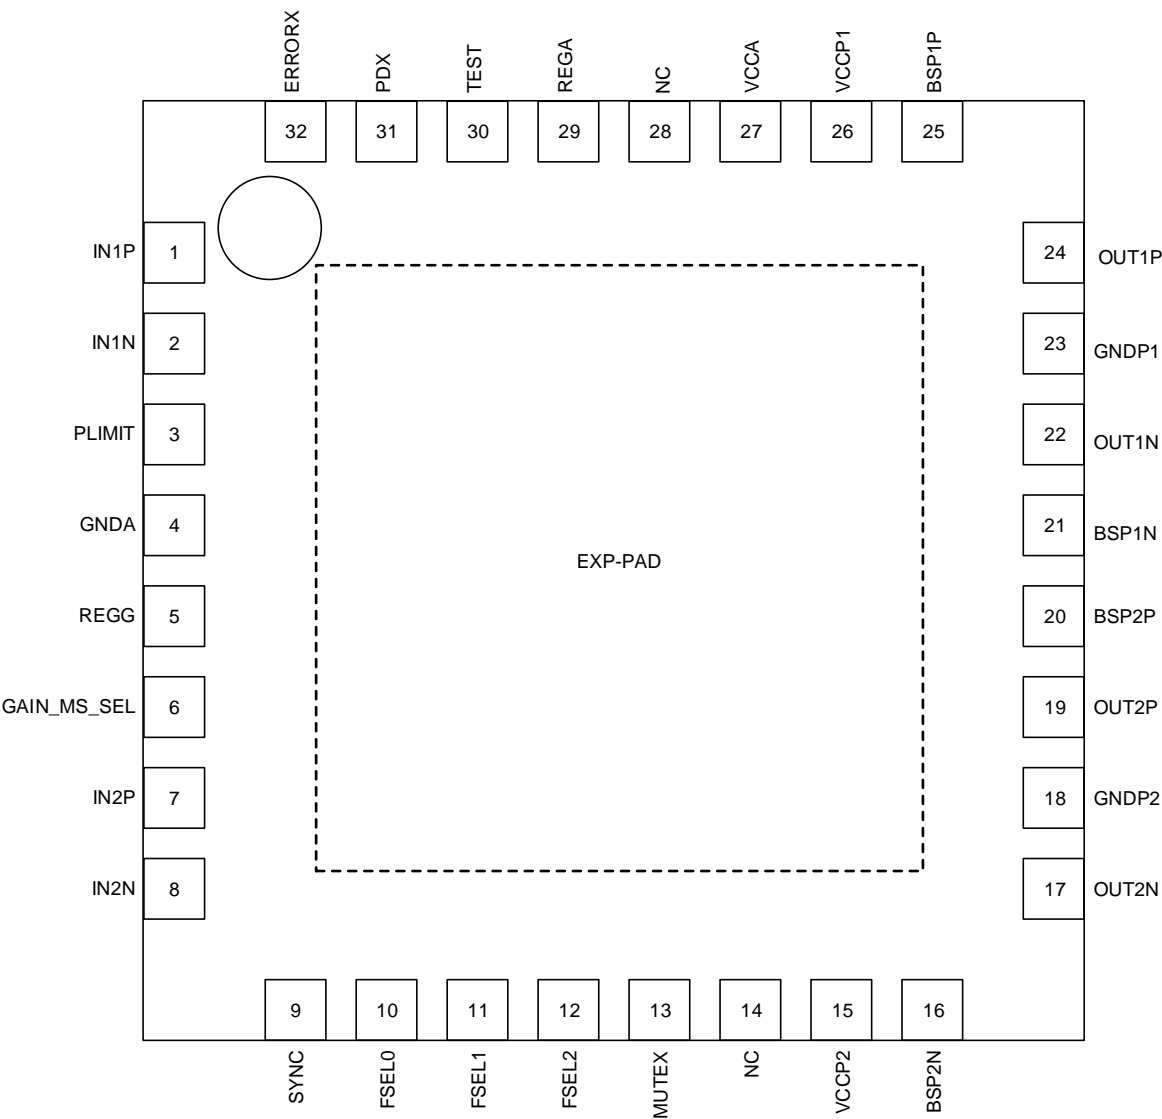 ERRORX
PDX
TEST
REGA
NC
VCCA
VCCP1
BSP1P
32
31
30
29
28
27
26
25
IN1P
1
24
OUT1P
IN1N
2
23
GNDP1
PLIMIT
3
22
OUT1N
GNDA
4
21
BSP1N
EXP-PAD
REGG
5
20
BSP2P
GAIN_MS_SEL
6
19
OUT2P
IN2P
7
18
GNDP2
IN2N
8
17
OUT2N
9
10
11
12
13
14
15
16
SYNC
FSEL0
FSEL1
FSEL2
MUTEX
NC
VCCP2
BSP2N